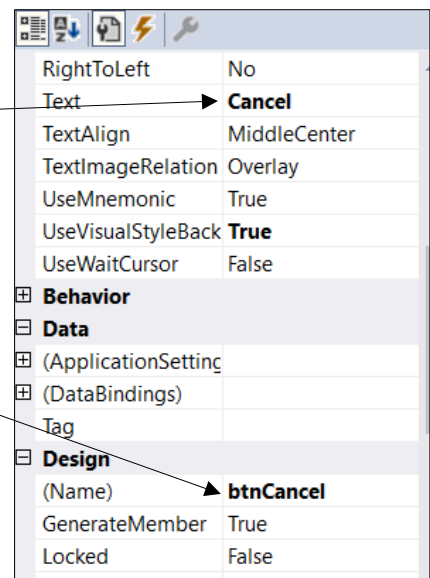 RightToLeft No
Text Cancel
TextAlign MiddleCenter
TextImageRelation Overlay
UseMnemonic True
UseVisualStyleBack True
UseWaitCursor False
Behavior
Data
(ApplicationSetting
(DataBindings)
Tag
Design
(Name) btnCancel
GenerateMember True
Locked False